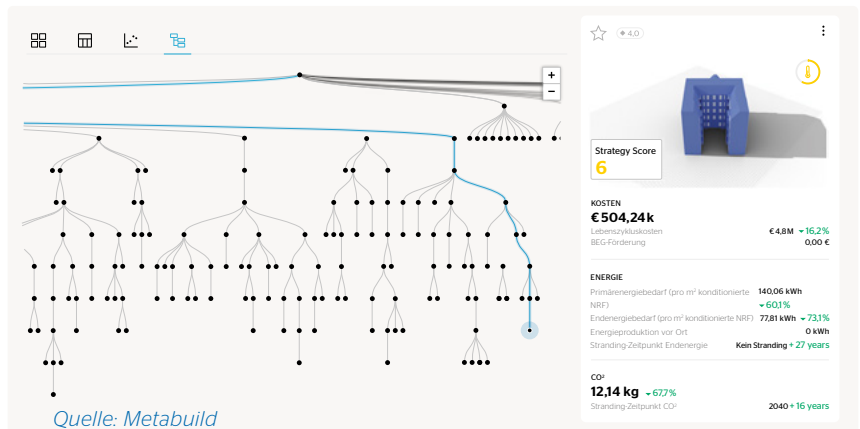 4,0
+
−
Strategy Score
6
KOSTEN
€ 504,24k
Lebenszykluskosten € 4,8M 16,2%
BEG-Förderung 0,00 €
ENERGIE
Primärenergiebedarf (pro m² konditionierte 140,06 kWh
NRF) 60,1%
Endenergiebedarf (pro m² konditionierte NRF) 77,81 kWh 73,1%
Energieproduktion vor Ort 0 kWh
Stranding-Zeitpunkt Endenergie Kein Stranding + 27 years
CO²
12,14 kg 67,7%
Stranding-Zeitpunkt CO² 2040 + 16 years
Quelle: Metabuild